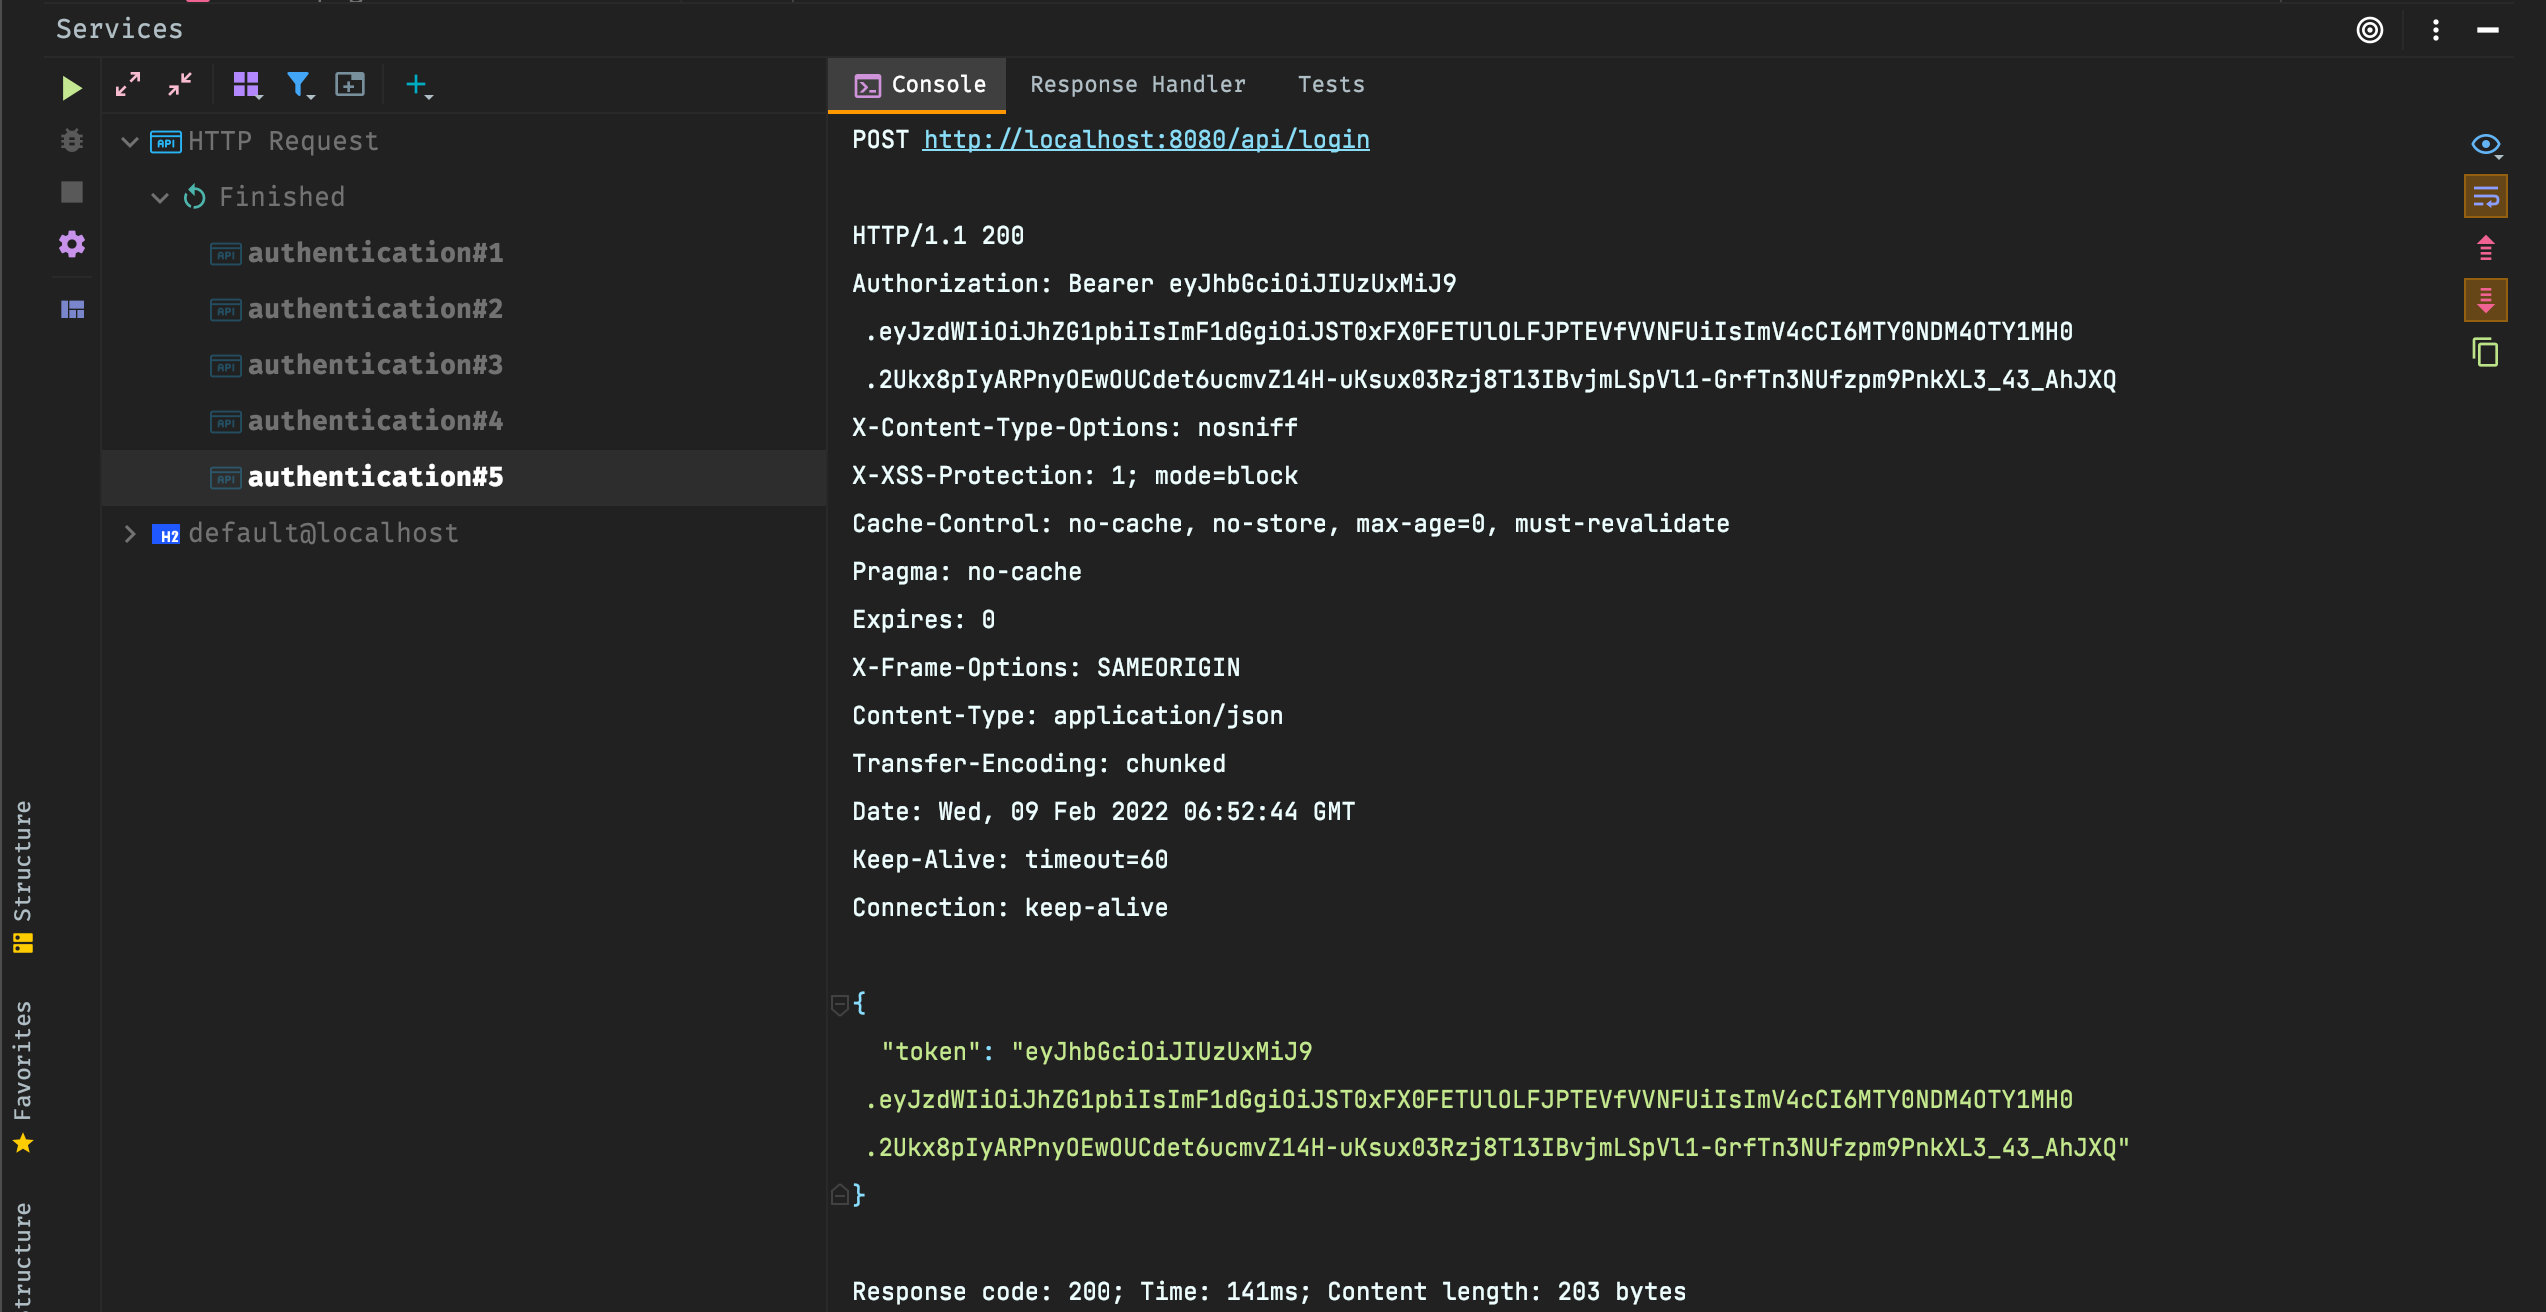 Services
Console Response Handler Tests
HTTP Request
Finished
authentication#1
authentication#2
authentication#3
authentication#4
authentication#5
H2 default@localhost
POST http://localhost:8080/api/login
HTTP/1.1 200
Authorization: Bearer eyJhbGciOiJIUzUxMiJ9
.eyJzdWIiOiJhZG1pbiIsImF1dGgiOiJST0xFX0FETUlOLFJPTEVfVVNFUiIsImV4cCI6MTY0NDM4OTY1MH0
.2Ukx8pIyARPnyOEwOUCdet6ucmvZ14H-uKsux03Rzj8T13IBvjmLSpVl1-GrfTn3NUfzpm9PnkXL3_43_AhJXQ
X-Content-Type-Options: nosniff
X-XSS-Protection: 1; mode=block
Cache-Control: no-cache, no-store, max-age=0, must-revalidate
Pragma: no-cache
Expires: 0
X-Frame-Options: SAMEORIGIN
Content-Type: application/json
Transfer-Encoding: chunked
Date: Wed, 09 Feb 2022 06:52:44 GMT
Keep-Alive: timeout=60
Connection: keep-alive
{
"token": "eyJhbGciOiJIUzUxMiJ9
.eyJzdWIiOiJhZG1pbiIsImF1dGgiOiJST0xFX0FETUlOLFJPTEVfVVNFUiIsImV4cCI6MTY0NDM4OTY1MH0
.2Ukx8pIyARPnyOEwOUCdet6ucmvZ14H-uKsux03Rzj8T13IBvjmLSpVl1-GrfTn3NUfzpm9PnkXL3_43_AhJXQ"
}
Response code: 200; Time: 141ms; Content length: 203 bytes
Structure
Favorites
tructure